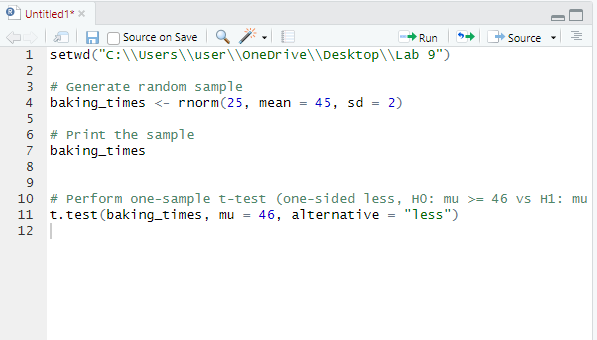 Untitled1*
Source on Save
Run
Source
1 setwd("C:\\Users\\user\\OneDrive\\Desktop\\Lab 9")
2
3 # Generate random sample
4 baking_times <- rnorm(25, mean = 45, sd = 2)
5
6 # Print the sample
7 baking_times
8
9
10 # Perform one-sample t-test (one-sided less, H0: mu >= 46 vs H1: mu
11 t.test(baking_times, mu = 46, alternative = "less")
12